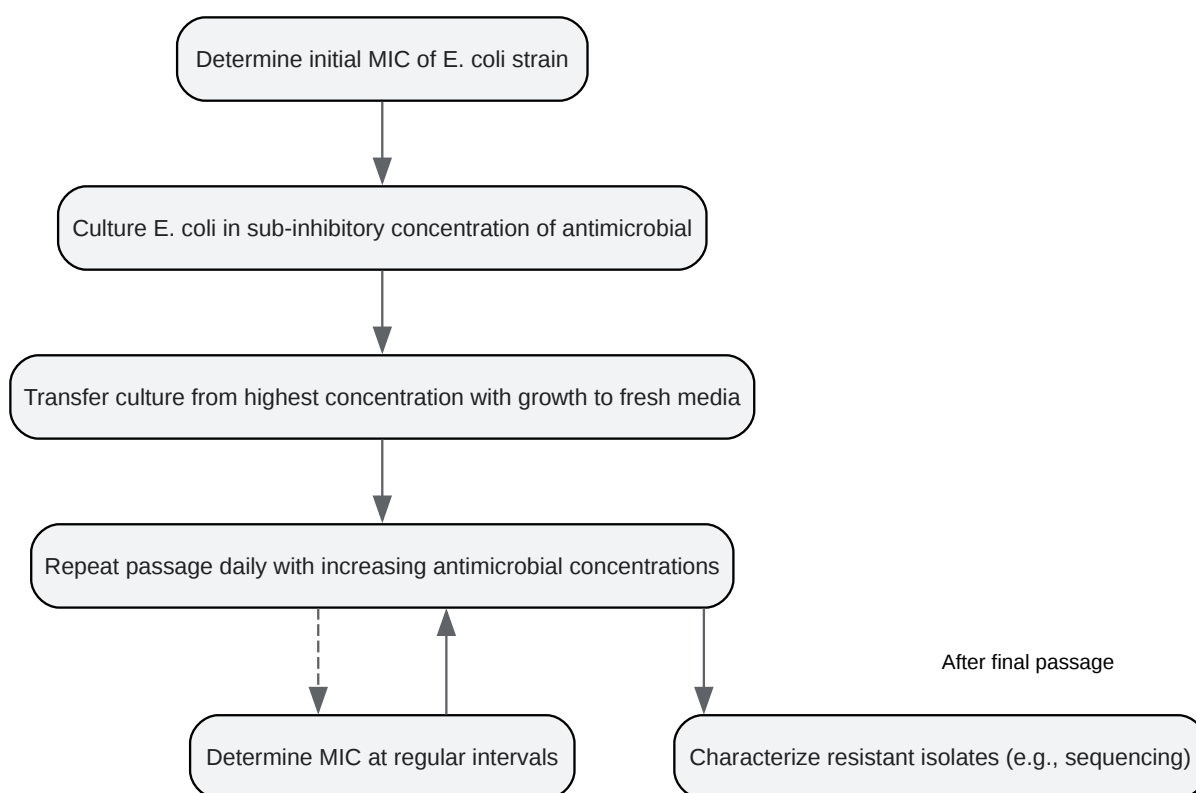 Determine initial MIC of E. coli strain
Culture E. coli in sub-inhibitory concentration of antimicrobial
Transfer culture from highest concentration with growth to fresh media
Repeat passage daily with increasing antimicrobial concentrations
After final passage
Determine MIC at regular intervals
Characterize resistant isolates (e.g., sequencing)